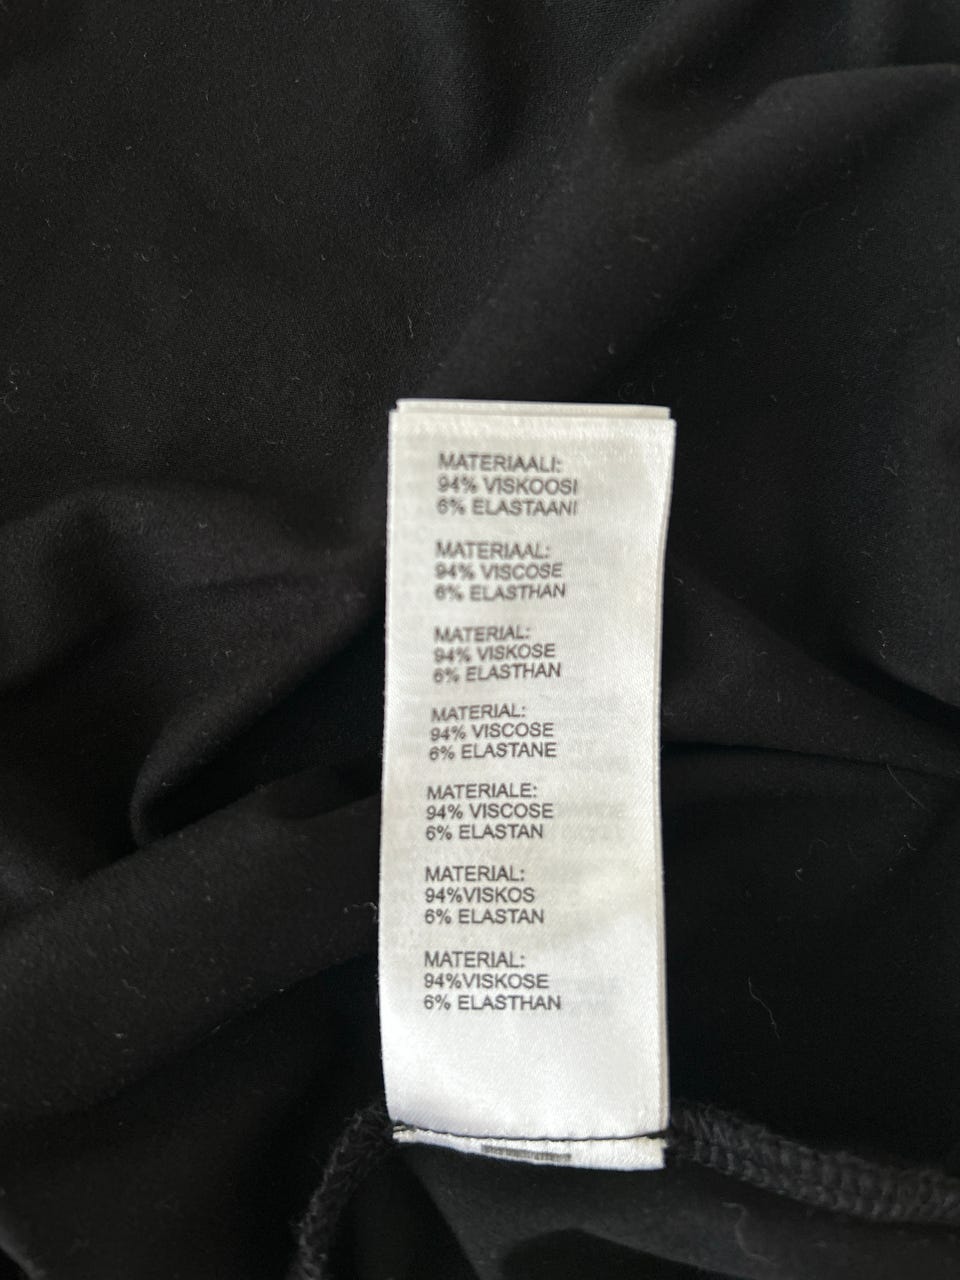 MATERIAALI:
94% VISKOOSI
6% ELASTAANI
MATERIAAL:
94% VISCOSE
6% ELASTHAN
MATERIAL:
94% VISKOSE
6% ELASTHAN
MATERIAL:
94% VISCOSE
6% ELASTANE
MATERIALE:
94% VISCOSE
6% ELASTAN
MATERIAL:
94%VISKOS
6% ELASTAN
MATERIAL:
94%VISKOSE
6% ELASTHAN